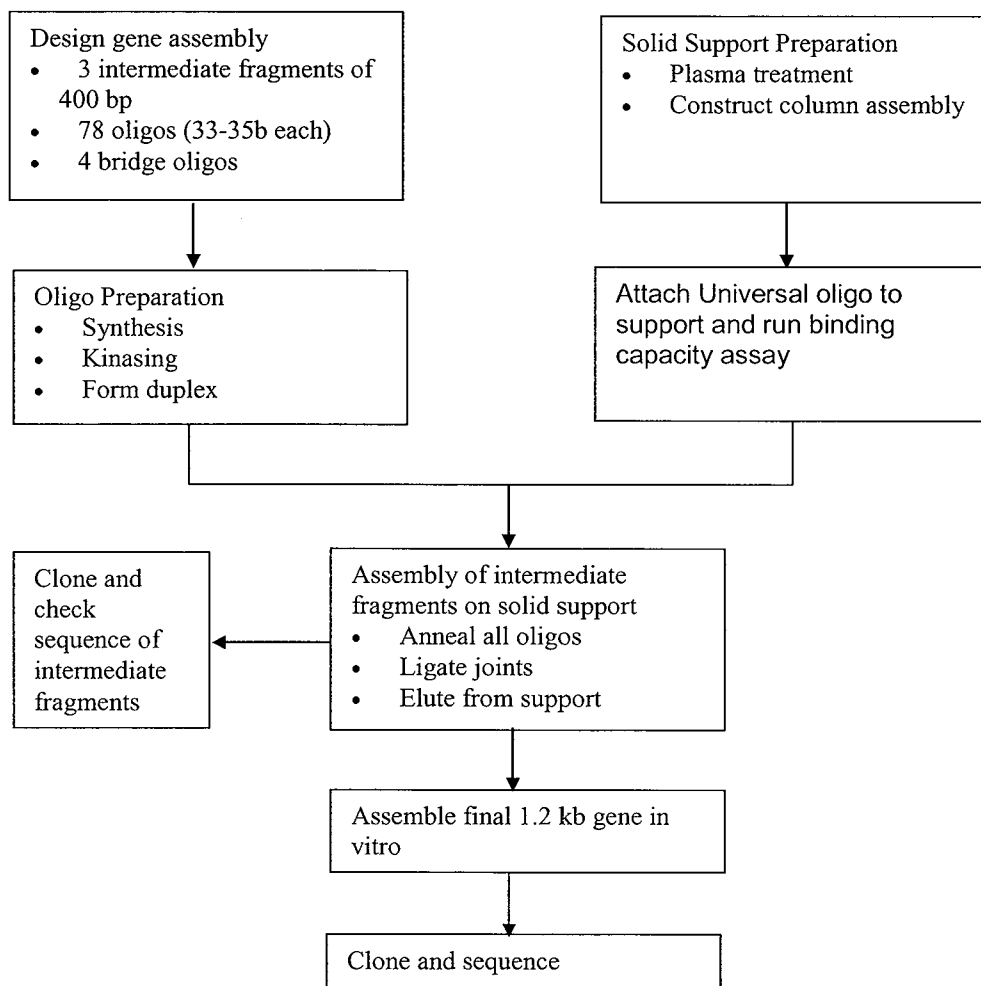 Design gene assembly
• 3 intermediate fragments of
400 bp
• 78 oligos (33-35b each)
• 4 bridge oligos
Solid Support Preparation
• Plasma treatment
• Construct column assembly
Oligo Preparation
• Synthesis
• Kinasing
• Form duplex
Attach Universal oligo to
support and run binding
capacity assay
Clone and
check
sequence of
intermediate
fragments
Assembly of intermediate
fragments on solid support
• Anneal all oligos
• Ligate joints
• Elute from support
Assemble final 1.2 kb gene in
vitro
Clone and sequence